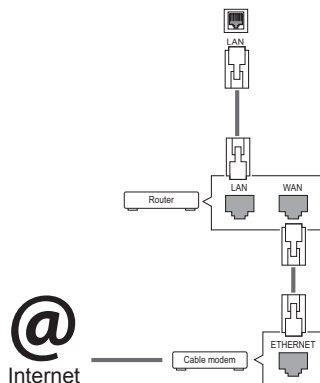 LAN
LAN WAN
Router
ETHERNET
Cable modem
@
Internet